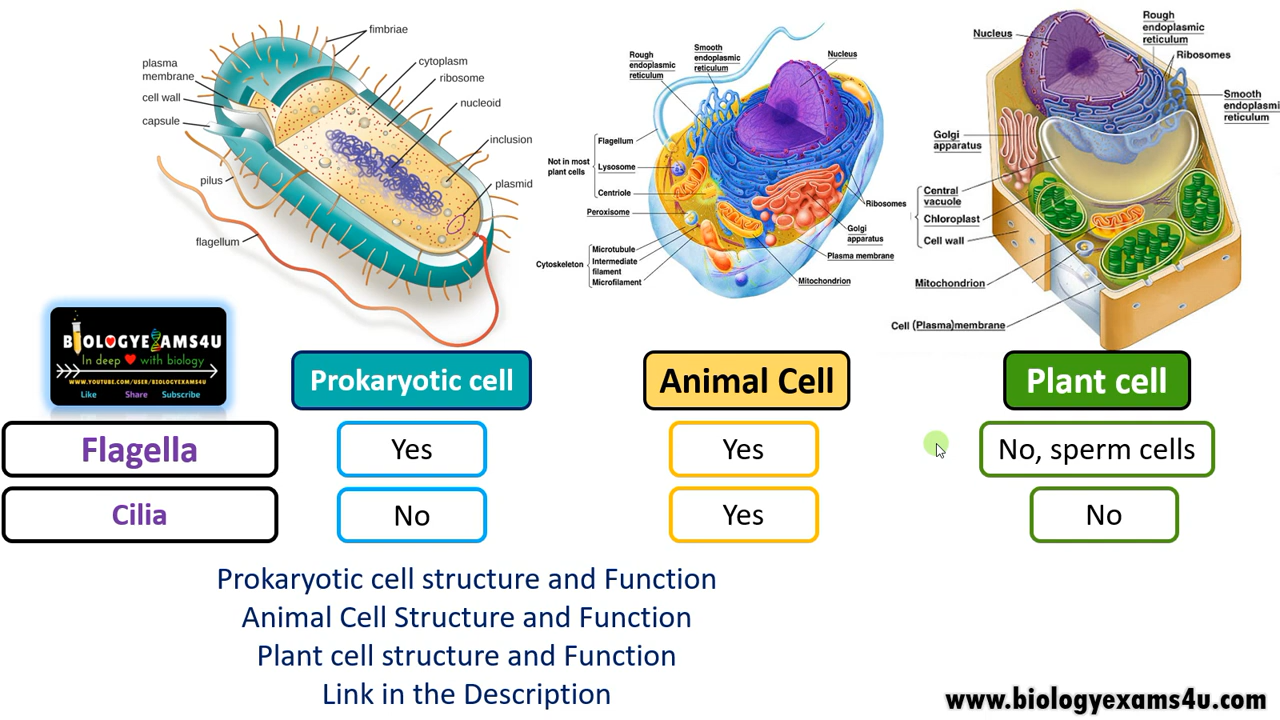 fimbriae
plasma
membrane
cell wall
capsule
cytoplasm
ribosome
nucleoid
inclusion
plasmid
pilus
flagellum
Rough
endoplasmic
reticulum
Smooth
endoplasmic
reticulum
Nucleus
Flagellum
Not in most
plant cells
Lysosome
Centriole
Peroxisome
Ribosomes
Golgi
apparatus
Plasma membrane
Mitochondrion
Cytoskeleton
Microtubule
Intermediate
filament
Microfilament
Nucleus
Rough
endoplasmic
reticulum
Ribosomes
Smooth
endoplasmic
reticulum
Golgi
apparatus
Central
vacuole
Chloroplast
Cell wall
Mitochondrion
Cell (Plasma)membrane
BIOLOGYEXAMS4U
In deep ❤ with biology
WWW.YOUTUBE.COM/USER/BIOLOGYEXAMS4U
Like Share Subscribe
Prokaryotic cell Animal Cell Plant cell
Flagella Yes Yes No, sperm cells
Cilia No Yes No
Prokaryotic cell structure and Function
Animal Cell Structure and Function
Plant cell structure and Function
Link in the Description
www.biologyexams4u.com